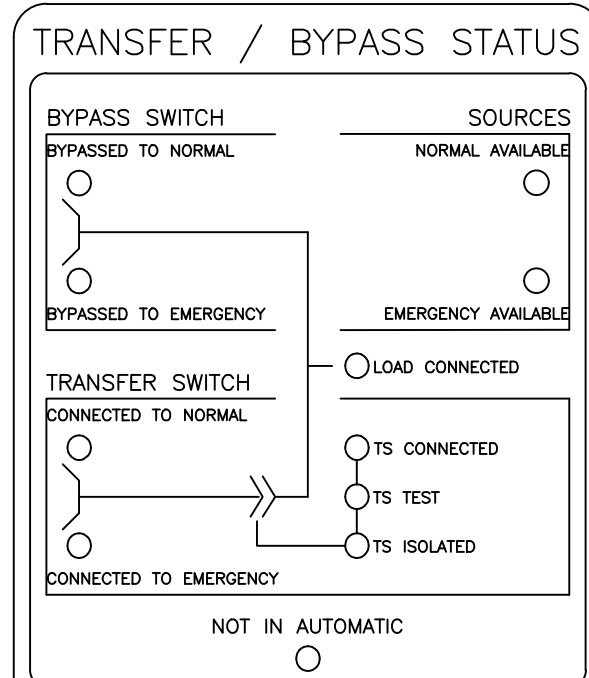 TRANSFER / BYPASS STATUS
BYPASS SWITCH
SOURCES
BYPASSED TO NORMAL
NORMAL AVAILABLE
BYPASSED TO EMERGENCY
EMERGENCY AVAILABLE
LOAD CONNECTED
TRANSFER SWITCH
CONNECTED TO NORMAL
TS CONNECTED
TS TEST
TS ISOLATED
CONNECTED TO EMERGENCY
NOT IN AUTOMATIC